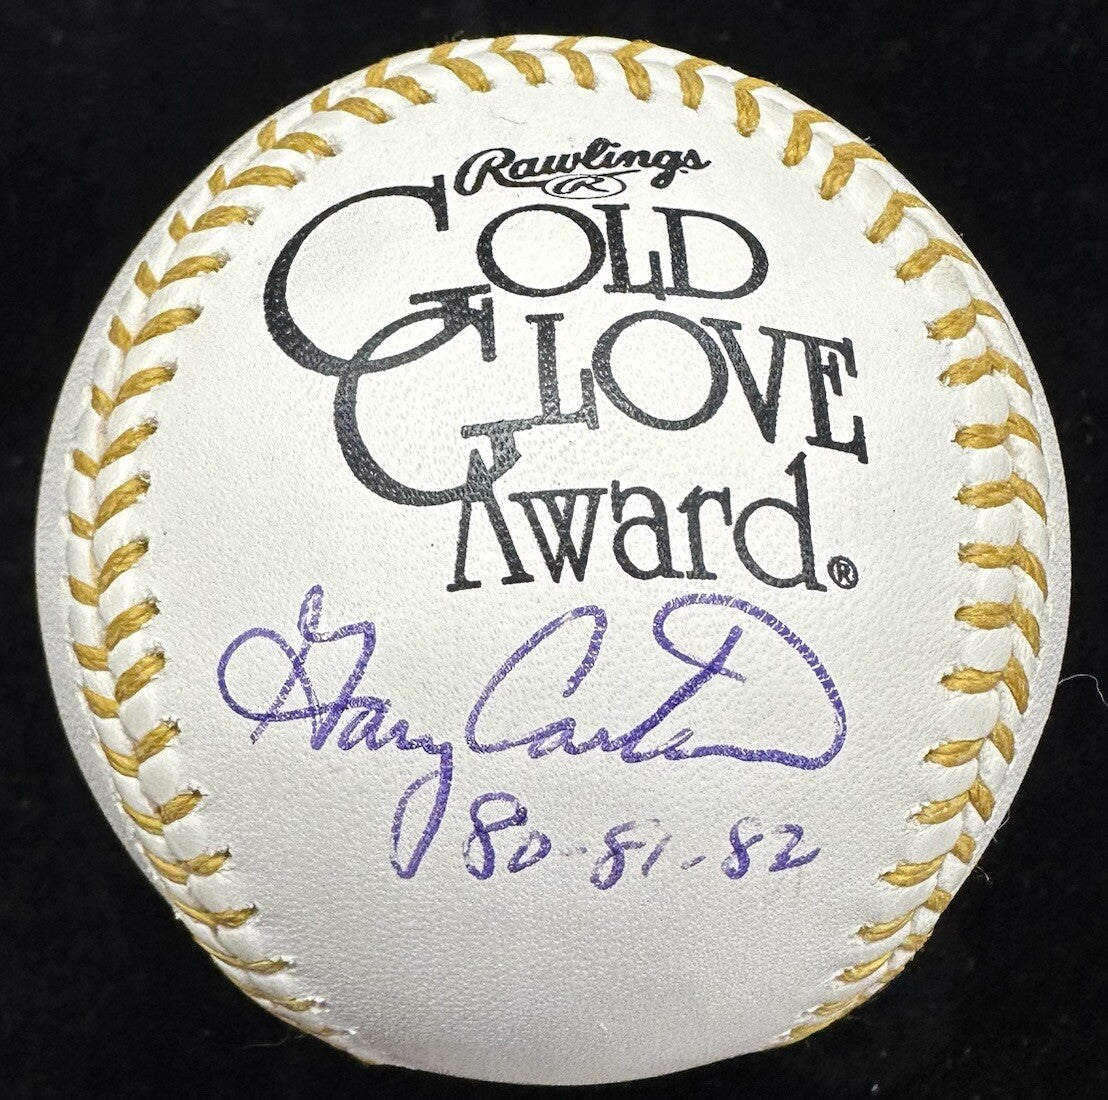 Rawlings
R
GOLD
GLOVE
Award®
Gary Carter
80-81-82